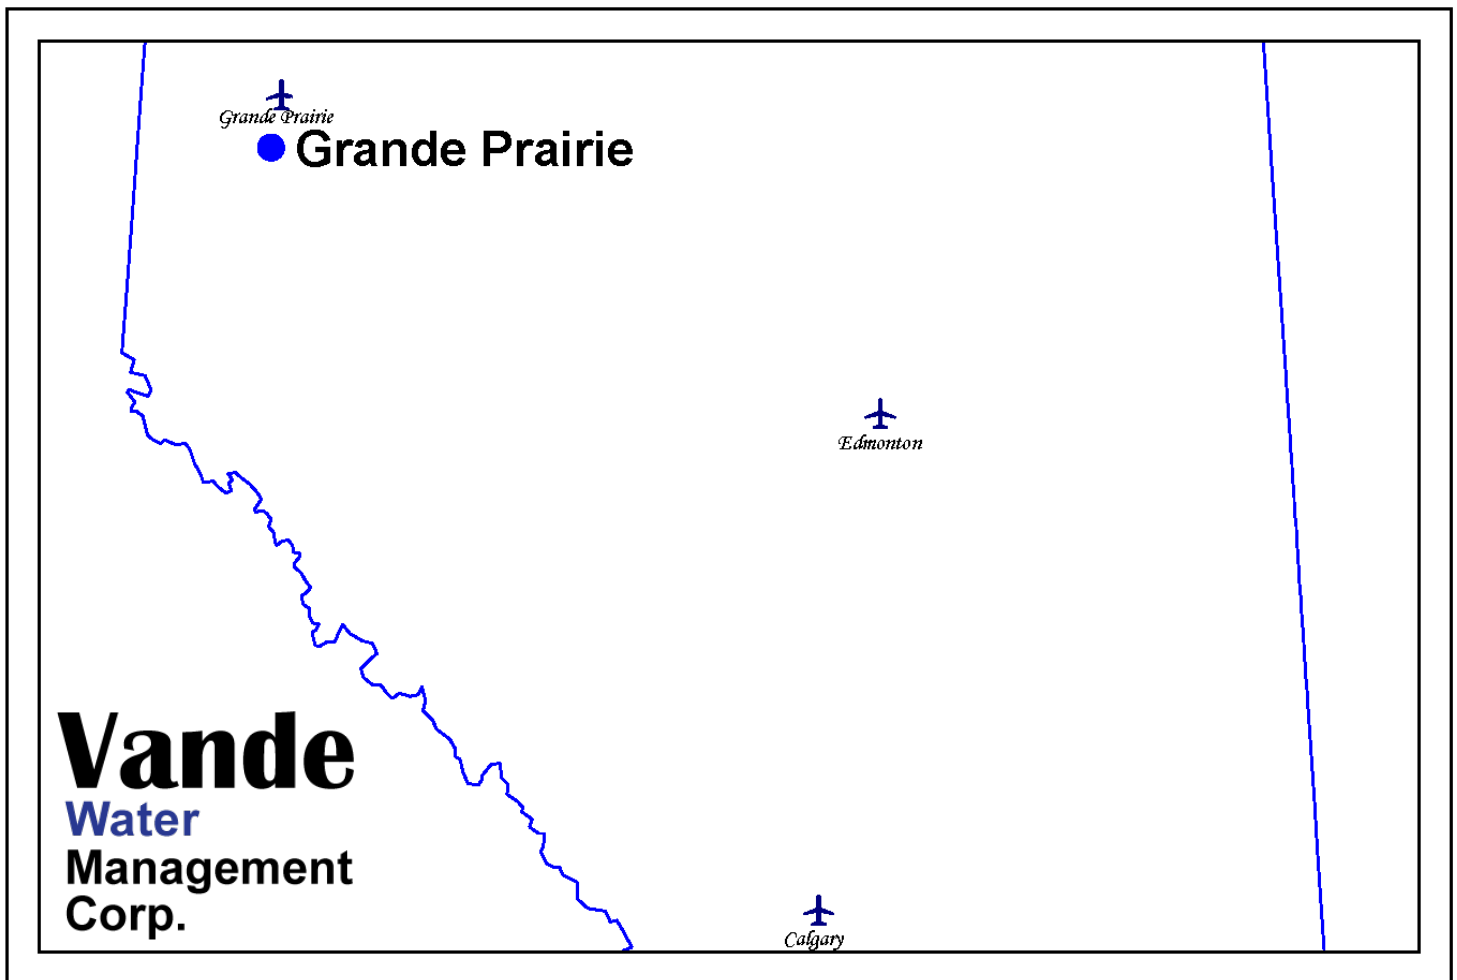 Grande Prairie
Grande Prairie
Edmonton
Vande
Water
Management
Corp.
Calgary